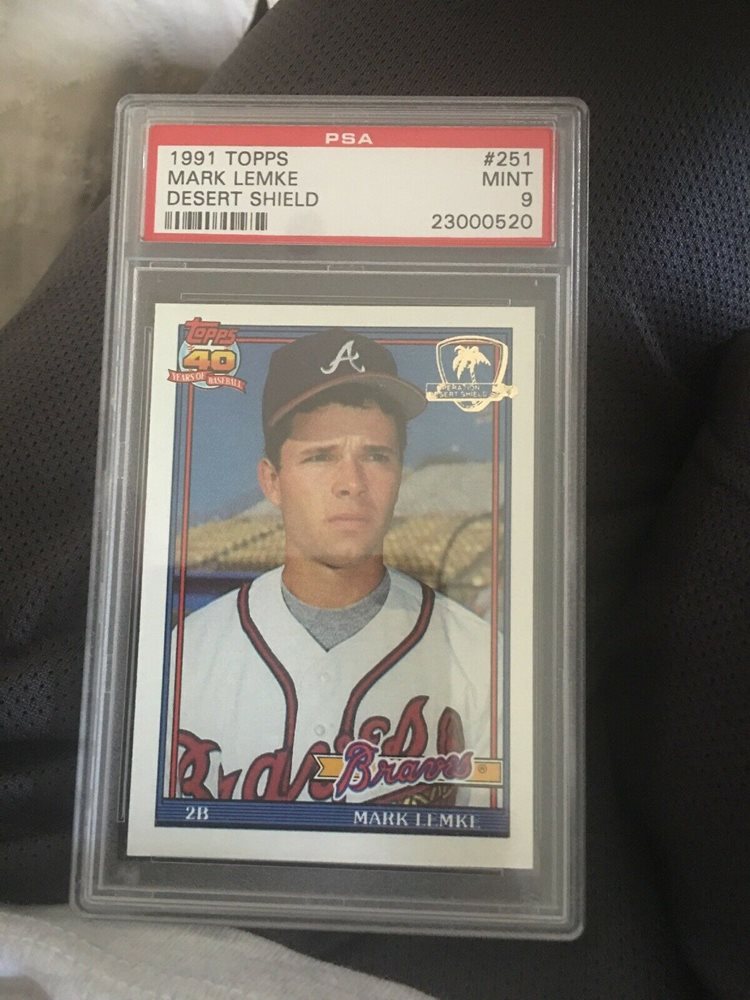 PSA
1991 TOPPS #251
MARK LEMKE MINT
DESERT SHIELD 9
23000520
Topps
40
YEARS OF BASEBALL
A
OPERATION
DESERT SHIELD
Braves
Braves ®
2B MARK LEMKE